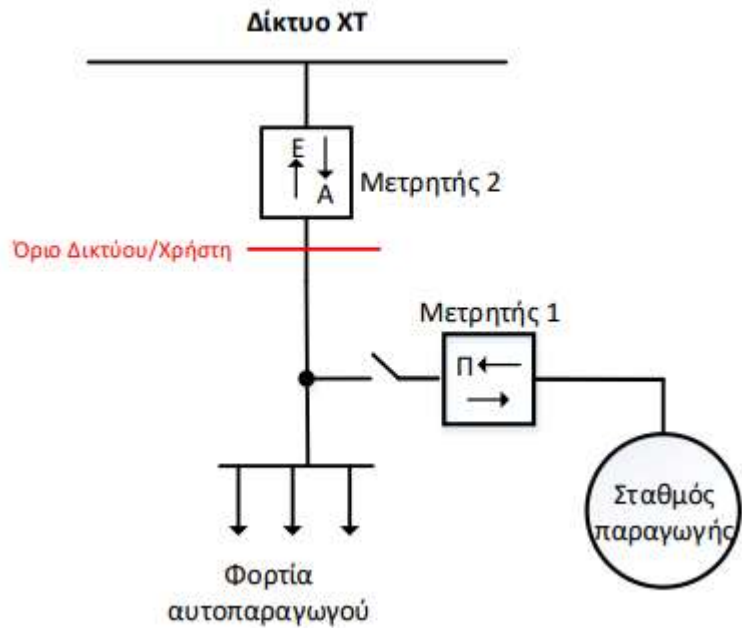 Δίκτυο ΧΤ
Ε
Α
Μετρητής 2
Όριο Δικτύου/Χρήστη
Μετρητής 1
Π
Σταθμός
παραγωγής
Φορτία
αυτοπαραγωγού